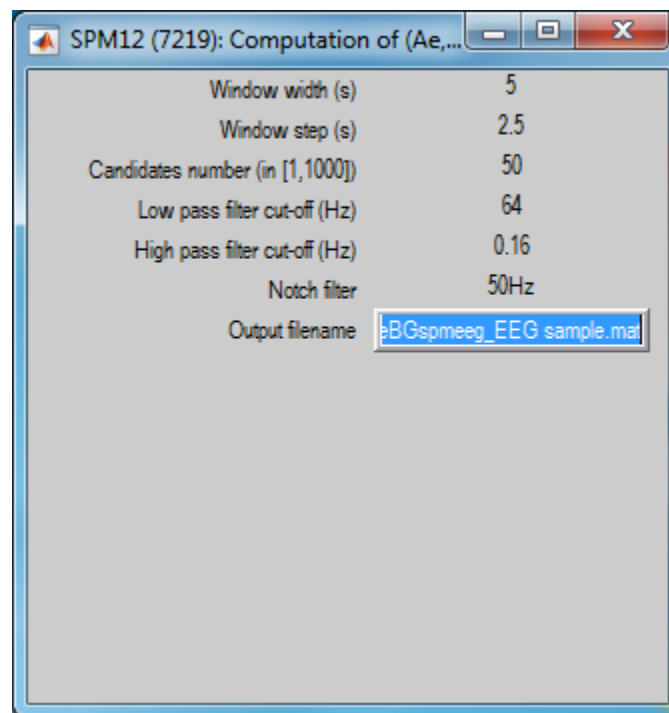 SPM12 (7219): Computation of (Ae,...
Window width (s) 5
Window step (s) 2.5
Candidates number (in [1,1000]) 50
Low pass filter cut-off (Hz) 64
High pass filter cut-off (Hz) 0.16
Notch filter 50Hz
Output filename eBGspmeeg_EEG sample.mat